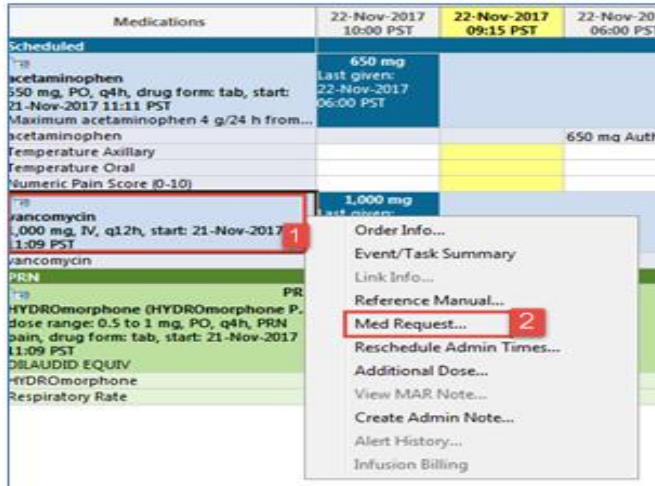 Medications
22-Nov-2017
10:00 PST
22-Nov-2017
09:15 PST
22-Nov-20
06:00 PST
Scheduled
acetaminophen
650 mg, PO, q4h, drug form: tab, start:
21-Nov-2017 11:11 PST
Maximum acetaminophen 4 g/24 h from...
650 mg
Last given:
22-Nov-2017
06:00 PST
acetaminophen
650 mg Auth
Temperature Axillary
Temperature Oral
Numeric Pain Score (0-10)
vancomycin
,000 mg, IV, q12h, start: 21-Nov-2017
11:09 PST
1
1,000 mg
Last given:
vancomycin
PRN
PR
HYDROmorphone (HYDROmorphone P.
dose range: 0.5 to 1 mg, PO, q4h, PRN
pain, drug form: tab, start: 21-Nov-2017
11:09 PST
DILAUDID EQUIV
HYDROmorphone
Respiratory Rate
Order Info...
Event/Task Summary
Link Info...
Reference Manual...
Med Request...
2
Reschedule Admin Times...
Additional Dose...
View MAR Note...
Create Admin Note...
Alert History...
Infusion Billing